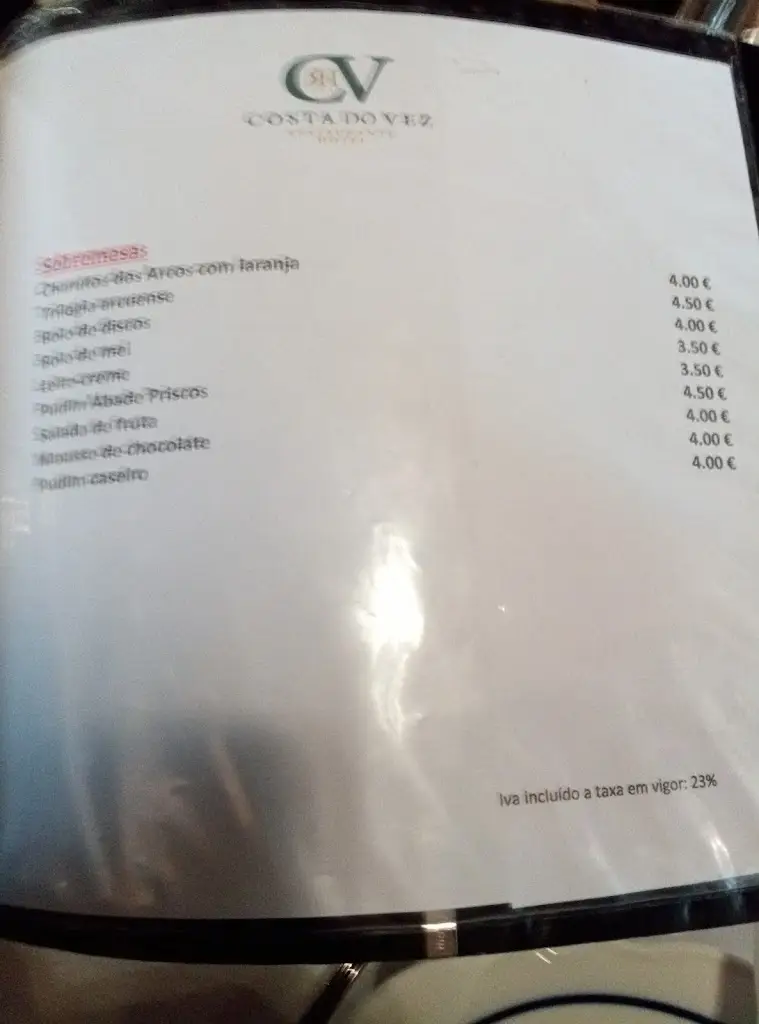 CV
COSTA DO VEZ
RESTAURANTE
HOTEL
Sobremesas
Charutos dos Arcos com laranja 4.00 €
Trilogia arcuense 4.50 €
Bolo de discos 4.00 €
Bolo de mel 3.50 €
Leite-creme 3.50 €
Pudim Abade Priscos 4.50 €
Salada de fruta 4.00 €
Mousse de chocolate 4.00 €
Pudim caseiro 4.00 €
Iva incluído a taxa em vigor: 23%